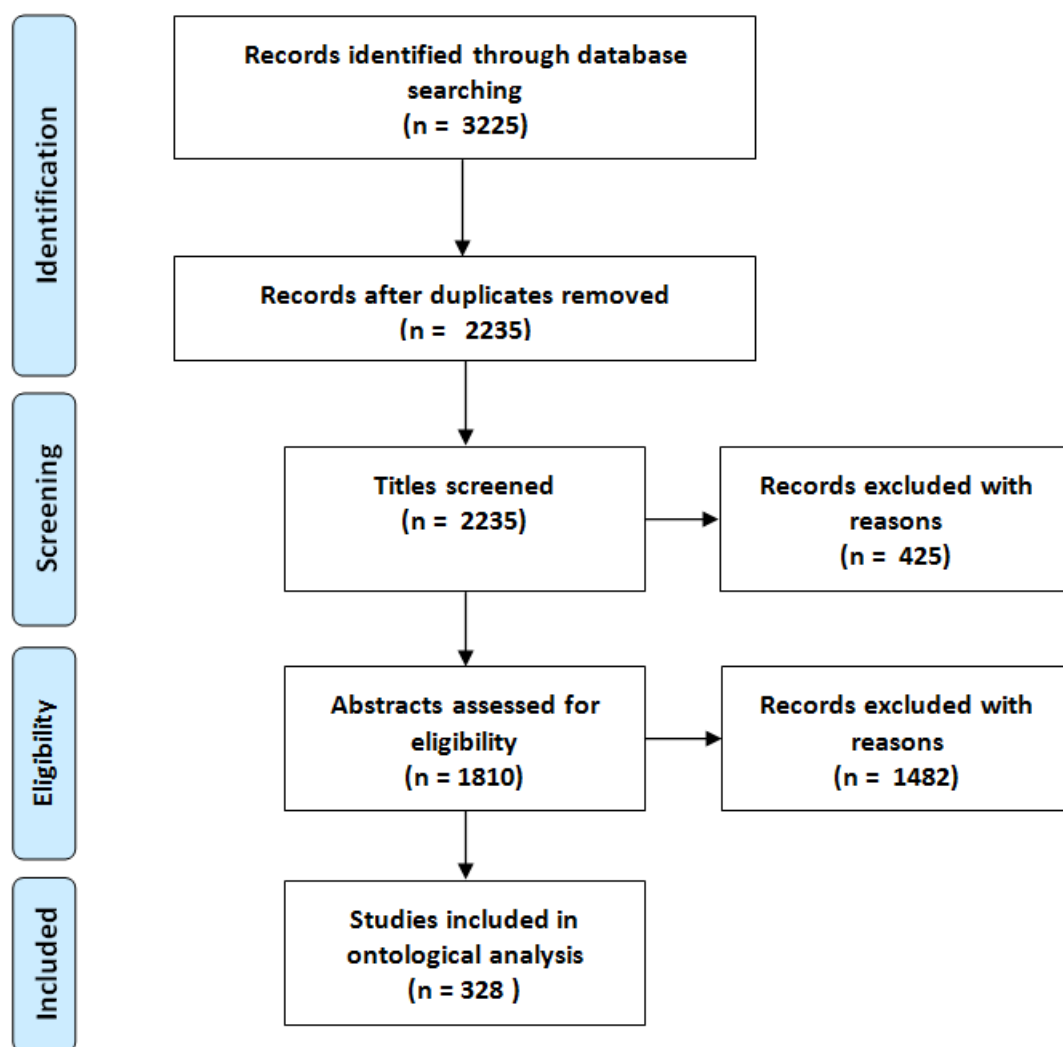 Identification
Records identified through database
searching
(n = 3225)
Records after duplicates removed
(n = 2235)
Screening
Titles screened
(n = 2235)
Records excluded with
reasons
(n = 425)
Eligibility
Abstracts assessed for
eligibility
(n = 1810)
Records excluded with
reasons
(n = 1482)
Included
Studies included in
ontological analysis
(n = 328 )